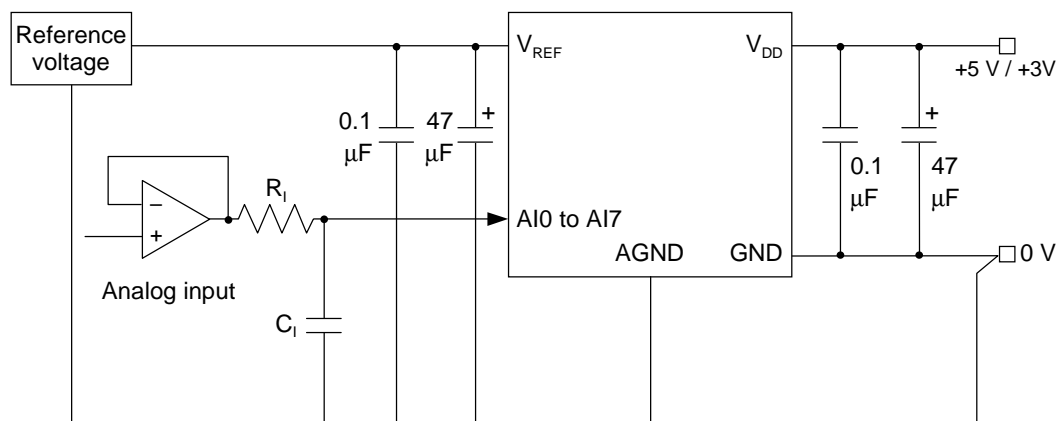 Reference
voltage
V_REF
V_DD
+5 V / +3V
0.1
μF
47
μF
+
0.1
μF
47
μF
+
R_I
−
+
AI0 to AI7
AGND
GND
0 V
Analog input
C_I